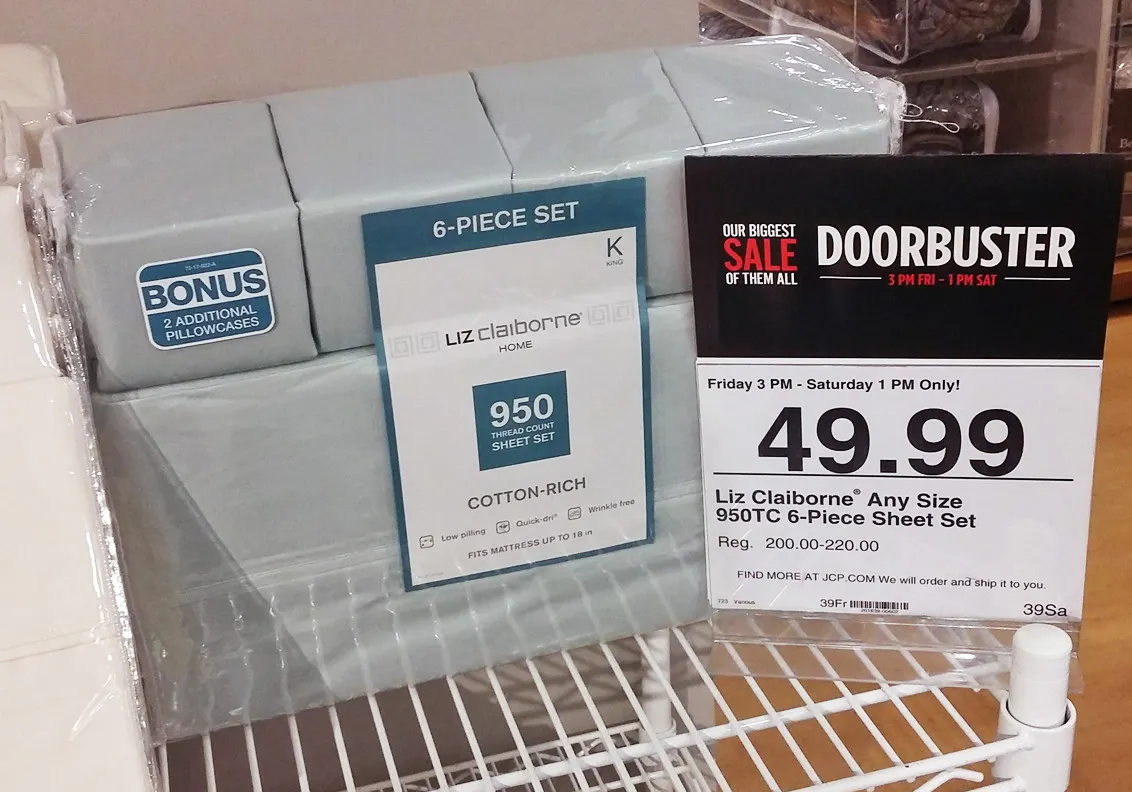 BONUS
2 ADDITIONAL
PILLOWCASES
6-PIECE SET
K
KING
LIZ claiborne®
HOME
950
THREAD COUNT
SHEET SET
COTTON-RICH
Low pilling Quick-dri® Wrinkle free
FITS MATTRESS UP TO 18 in
OUR BIGGEST
SALE
OF THEM ALL
DOORBUSTER
3 PM FRI - 1 PM SAT
Friday 3 PM - Saturday 1 PM Only!
49.99
Liz Claiborne® Any Size
950TC 6-Piece Sheet Set
Reg. 200.00-220.00
FIND MORE AT JCP.COM We will order and ship it to you.
723 Various
39Fr
39Sa